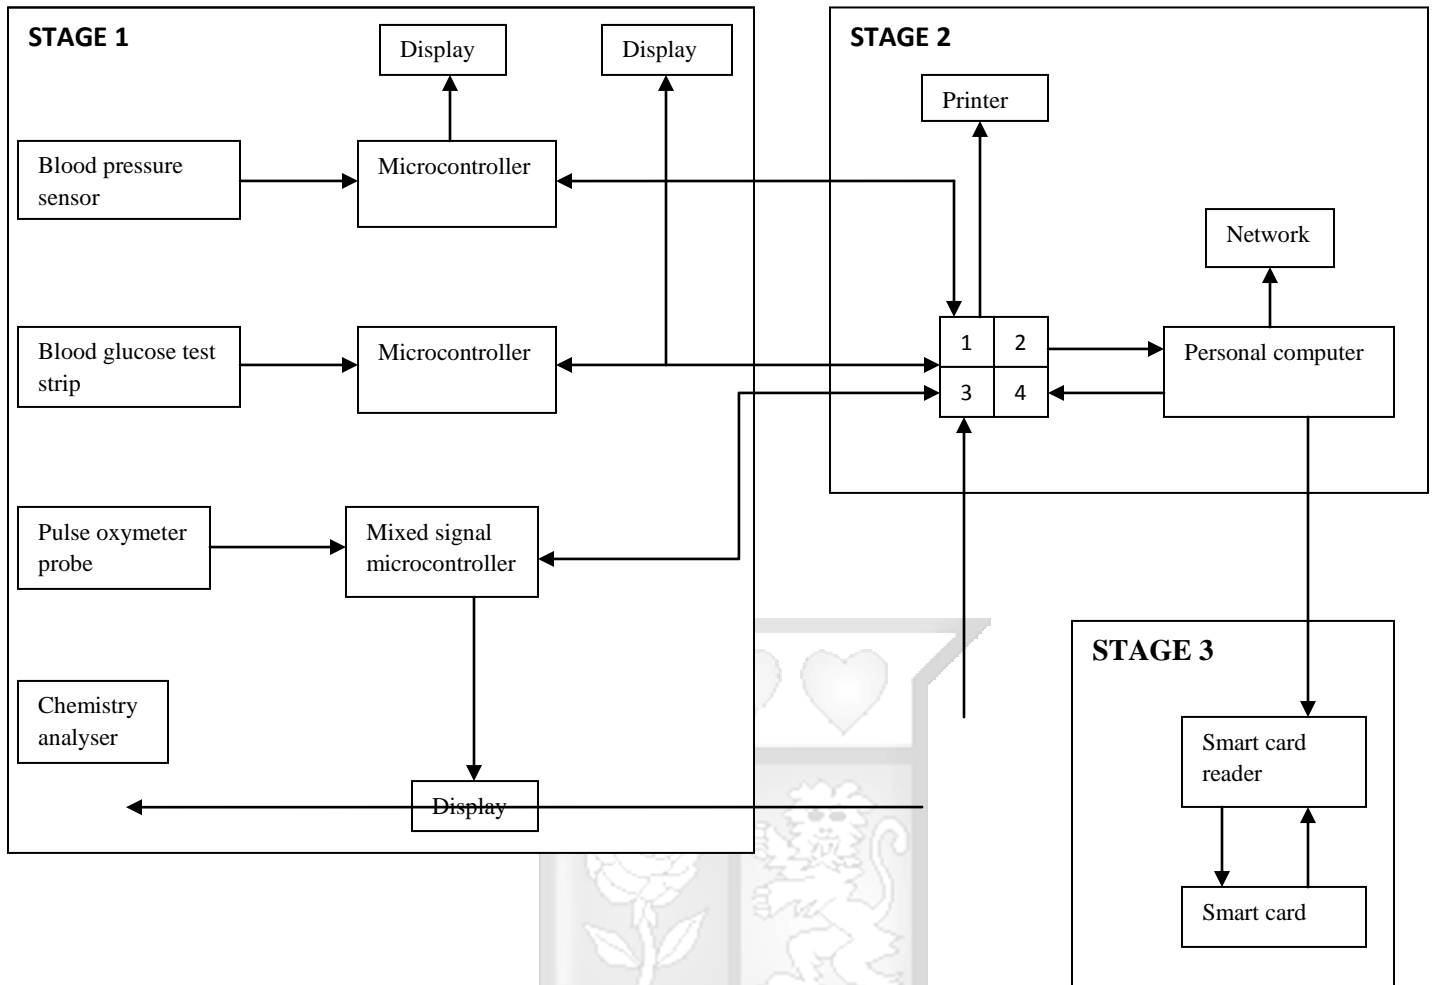 STAGE 1
Display
Display
Blood pressure
sensor
Microcontroller
Blood glucose test
strip
Microcontroller
Pulse oxymeter
probe
Mixed signal
microcontroller
Chemistry
analyser
Display
STAGE 2
Printer
Network
1 2
3 4
Personal computer
STAGE 3
Smart card
reader
Smart card